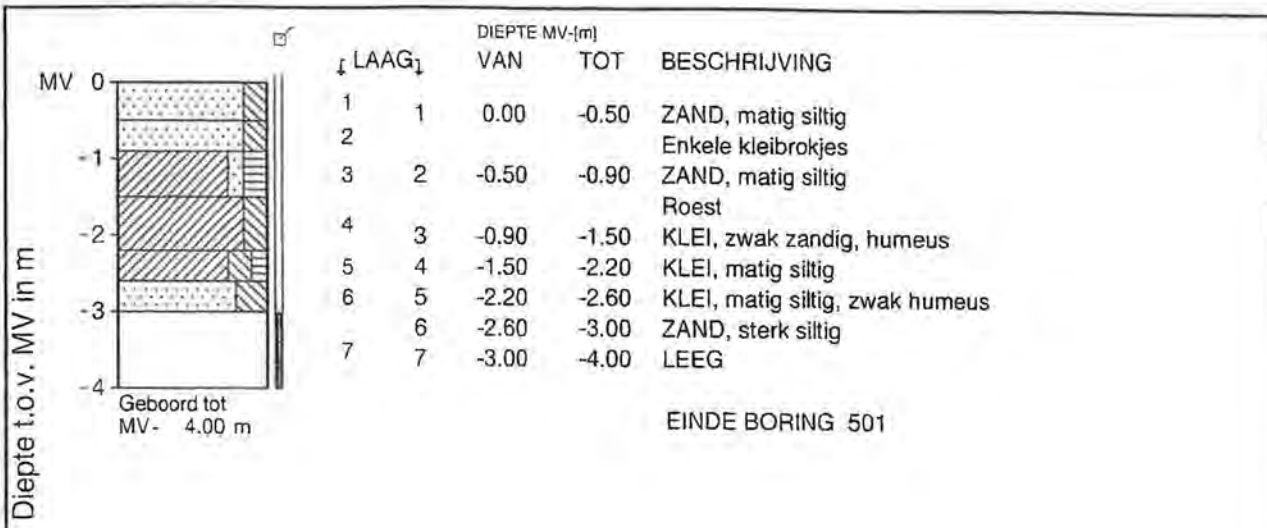 DIEPTE MV-[m]
LAAG VAN TOT BESCHRIJVING
MV 0
1 1 0.00 -0.50 ZAND, matig siltig
2 Enkele kleibrokjes
-1
3 2 -0.50 -0.90 ZAND, matig siltig
Roest
-2
4 3 -0.90 -1.50 KLEI, zwak zandig, humeus
5 4 -1.50 -2.20 KLEI, matig siltig
6 5 -2.20 -2.60 KLEI, matig siltig, zwak humeus
-3
6 -2.60 -3.00 ZAND, sterk siltig
7 7 -3.00 -4.00 LEEG
-4
Geboord tot
MV- 4.00 m
EINDE BORING 501
Diepte t.o.v. MV in m